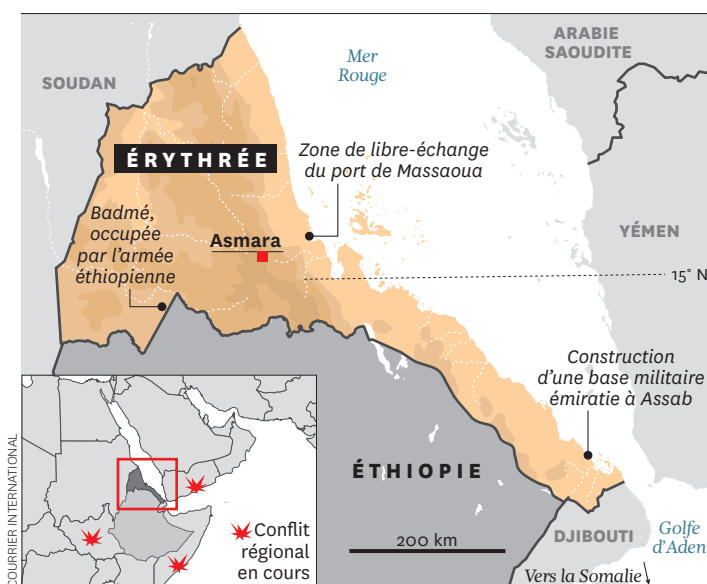 ARABIE
SAOUDITE
Mer
Rouge
SOUDAN
ÉRYTHRÉE
Zone de libre-échange
du port de Massaoua
Badmé,
occupée
par l’armée
éthiopienne
Asmara
YÉMEN
15° N
Construction
d’une base militaire
émiratie à Assab
ÉTHIOPIE
200 km
DJIBOUTI
Golfe
d’Aden
Vers la Somalie
Conflit
régional
en cours
COURRIER INTERNATIONAL